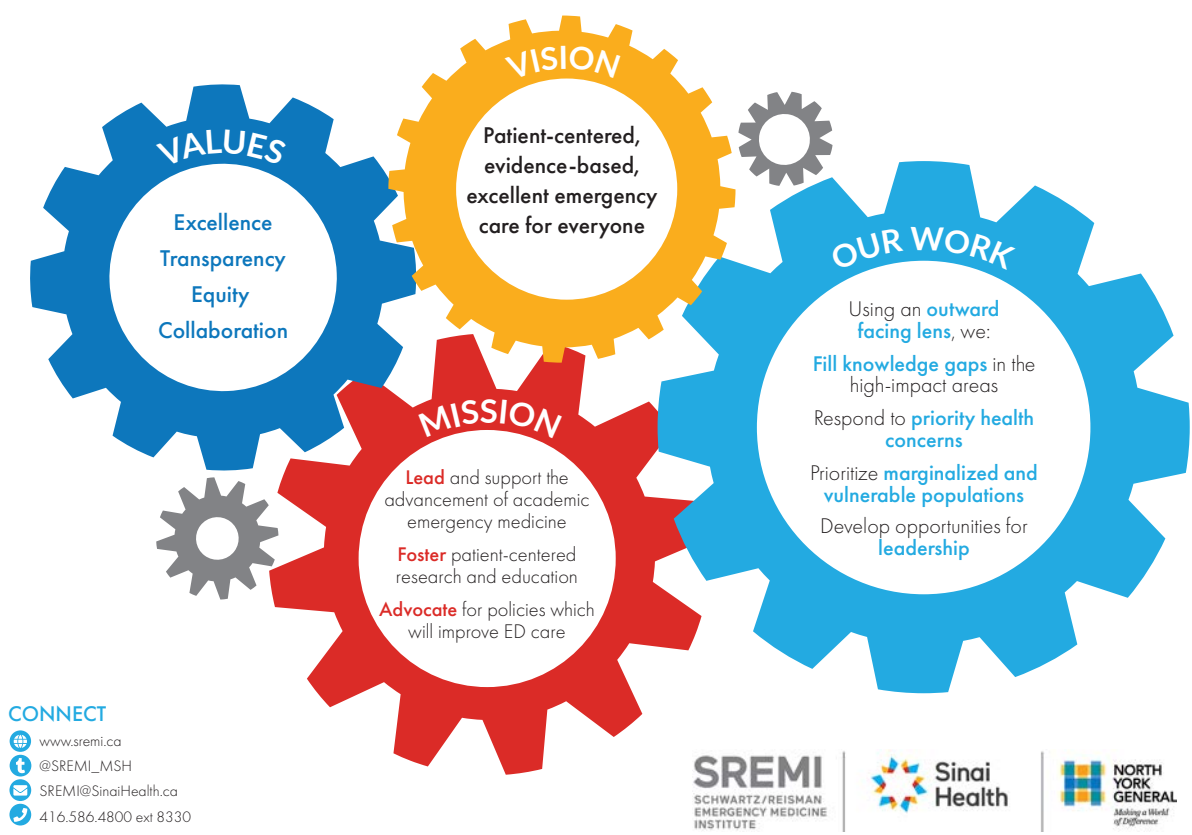 VALUES
Excellence
Transparency
Equity
Collaboration
VISION
Patient-centered,
evidence-based,
excellent emergency
care for everyone
MISSION
Lead and support the
advancement of academic
emergency medicine
Foster patient-centered
research and education
Advocate for policies which
will improve ED care
OUR WORK
Using an outward
facing lens, we:
Fill knowledge gaps in the
high-impact areas
Respond to priority health
concerns
Prioritize marginalized and
vulnerable populations
Develop opportunities for
leadership
CONNECT
www.sremi.ca
@SREMI_MSH
SREMI@SinaiHealth.ca
416.586.4800 ext 8330
SREMI
SCHWARTZ/REISMAN
EMERGENCY MEDICINE
INSTITUTE
Sinai
Health
NORTH
YORK
GENERAL
Making a World
of Difference